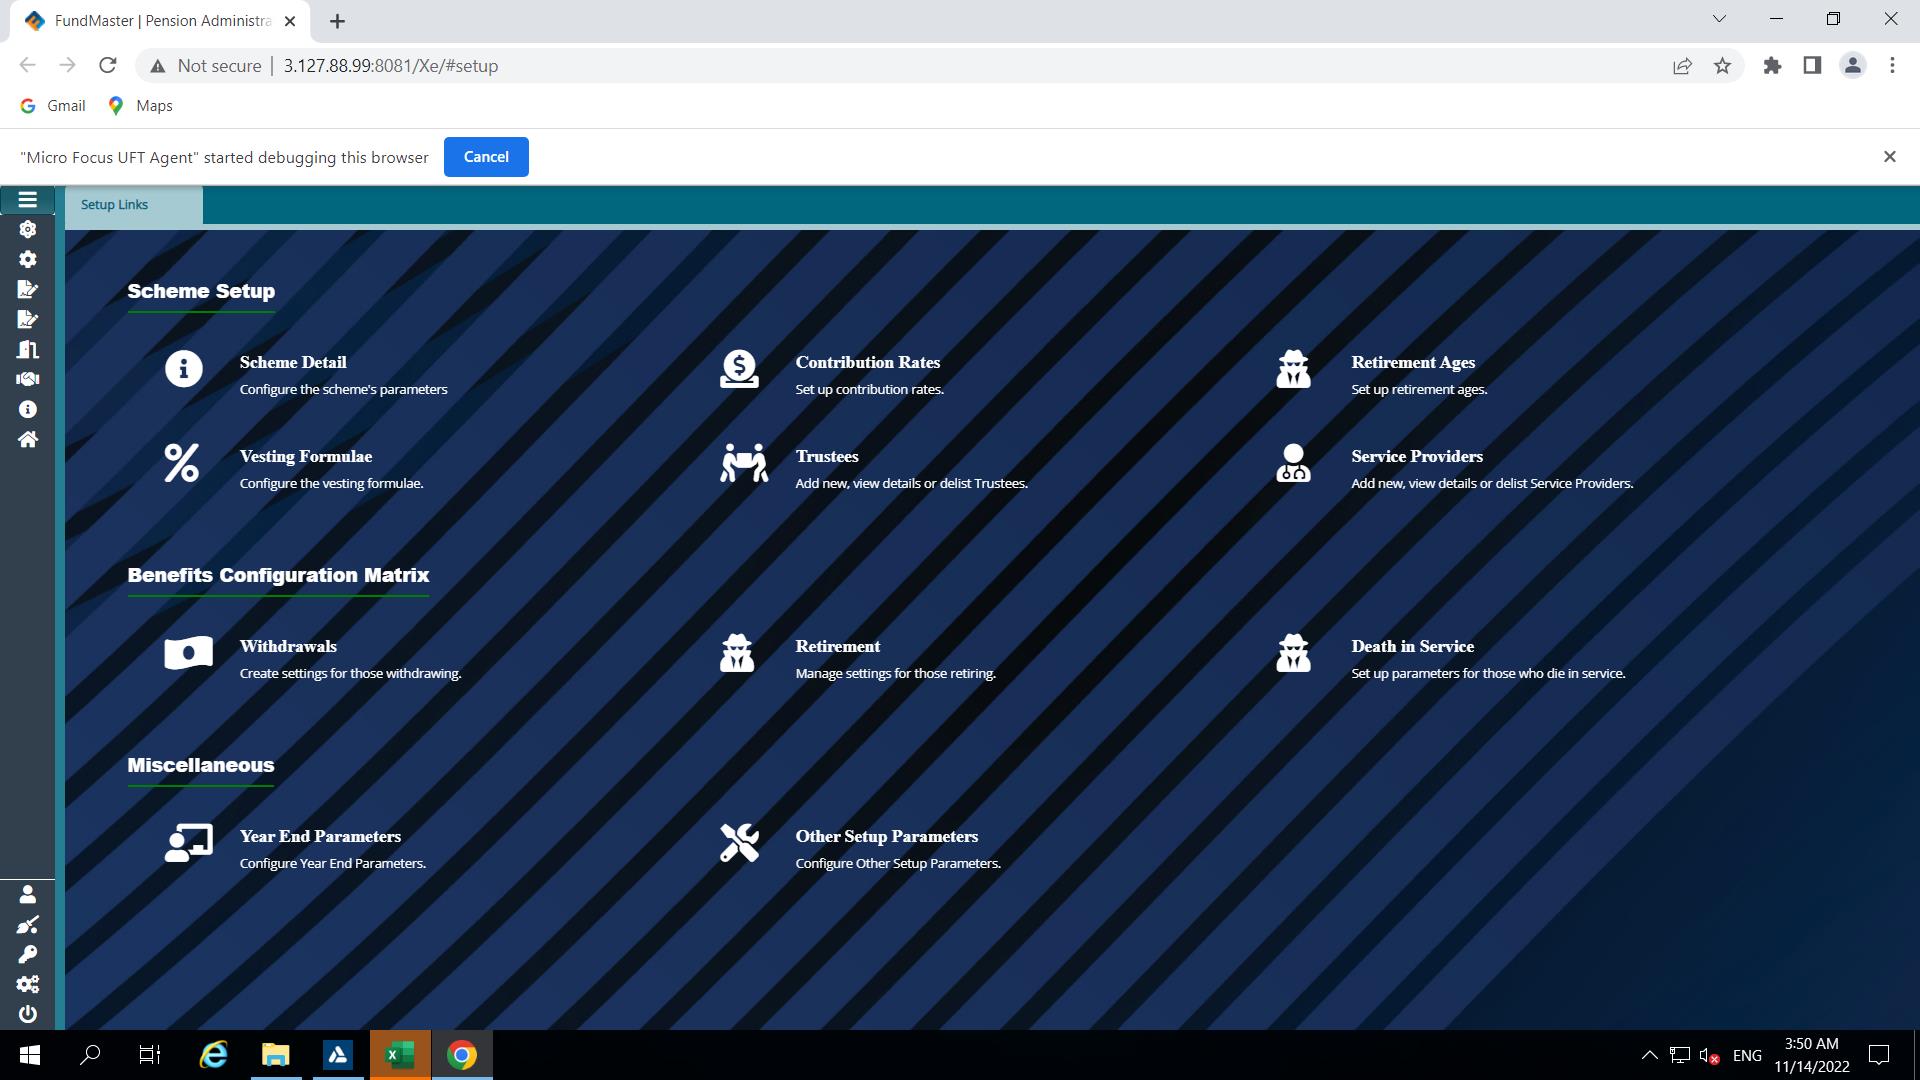 FundMaster | Pension Administra
Not secure
3.127.88.99:8081/Xe/#setup
Gmail
Maps
"Micro Focus UFT Agent" started debugging this browser
Cancel
Setup Links
Scheme Setup
Scheme Detail
Configure the scheme's parameters
Contribution Rates
Set up contribution rates.
Retirement Ages
Set up retirement ages.
Vesting Formulae
Configure the vesting formulae.
Trustees
Add new, view details or delist Trustees.
Service Providers
Add new, view details or delist Service Providers.
Benefits Configuration Matrix
Withdrawals
Create settings for those withdrawing.
Retirement
Manage settings for those retiring.
Death in Service
Set up parameters for those who die in service.
Miscellaneous
Year End Parameters
Configure Year End Parameters.
Other Setup Parameters
Configure Other Setup Parameters.
ENG
3:50 AM
11/14/2022